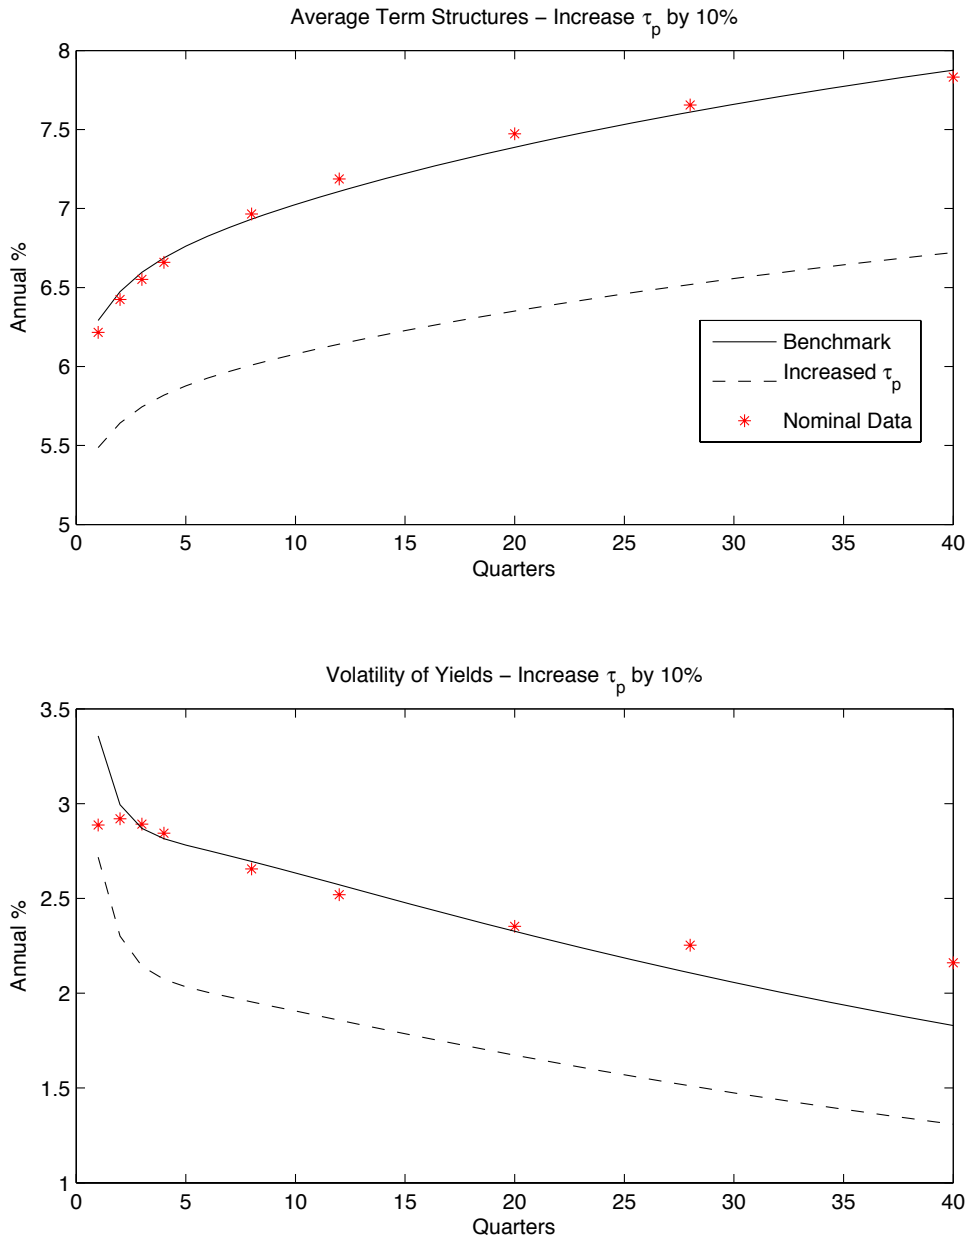 Average Term Structures – Increase τp by 10%
8
7.5
7
6.5
6
5.5
5
Annual %
Benchmark
Increased τp
Nominal Data
0 5 10 15 20 25 30 35 40
Quarters
Volatility of Yields – Increase τp by 10%
3.5
3
2.5
2
1.5
1
Annual %
0 5 10 15 20 25 30 35 40
Quarters